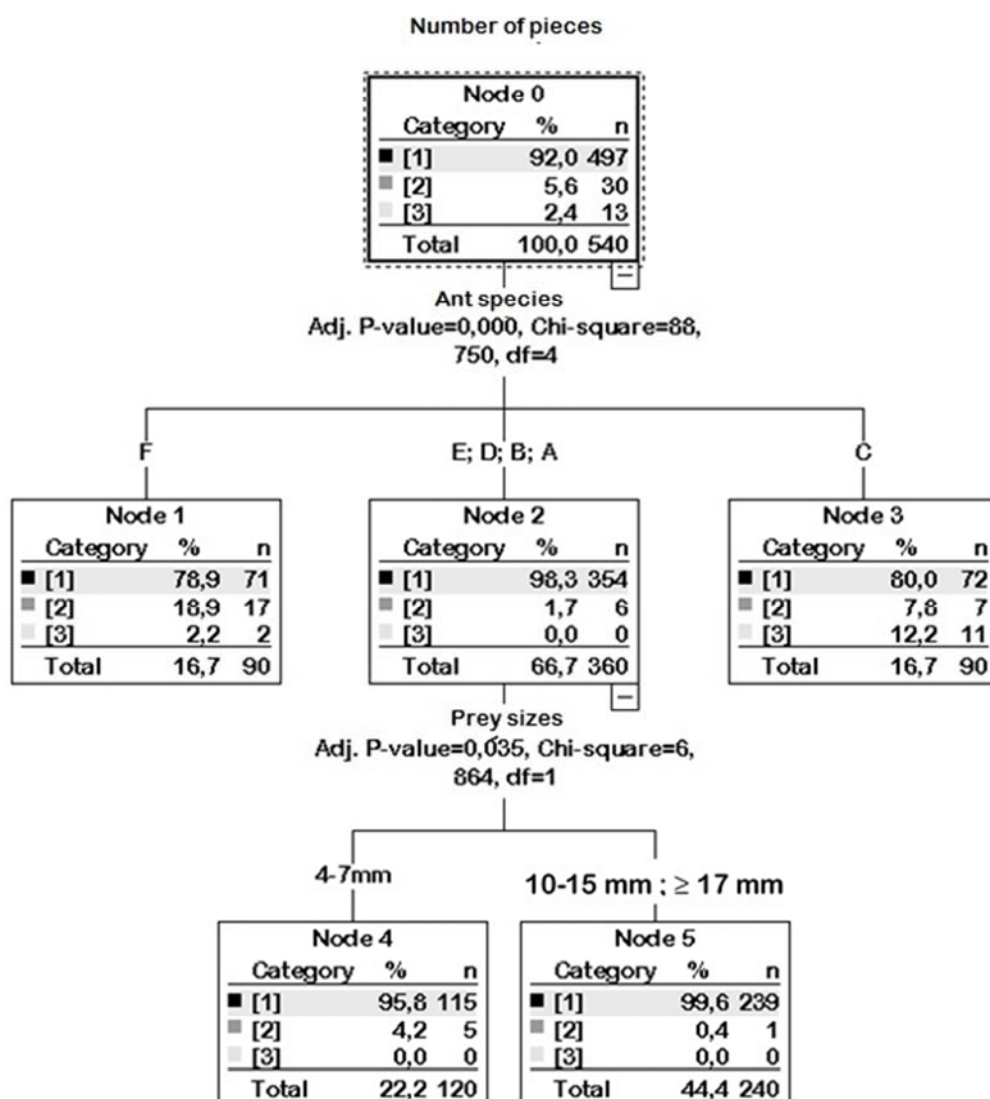 Number of pieces
Node 0
Category % n
[1] 92,0 497
[2] 5,6 30
[3] 2,4 13
Total 100,0 540
Ant species
Adj. P-value=0,000, Chi-square=88,
750, df=4
F
E; D; B; A
C
Node 1
Category % n
[1] 78,9 71
[2] 18,9 17
[3] 2,2 2
Total 16,7 90
Node 2
Category % n
[1] 98,3 354
[2] 1,7 6
[3] 0,0 0
Total 66,7 360
Node 3
Category % n
[1] 80,0 72
[2] 7,8 7
[3] 12,2 11
Total 16,7 90
Prey sizes
Adj. P-value=0,035, Chi-square=6,
864, df=1
4-7mm
10-15 mm ; ≥ 17 mm
Node 4
Category % n
[1] 95,8 115
[2] 4,2 5
[3] 0,0 0
Total 22,2 120
Node 5
Category % n
[1] 99,6 239
[2] 0,4 1
[3] 0,0 0
Total 44,4 240